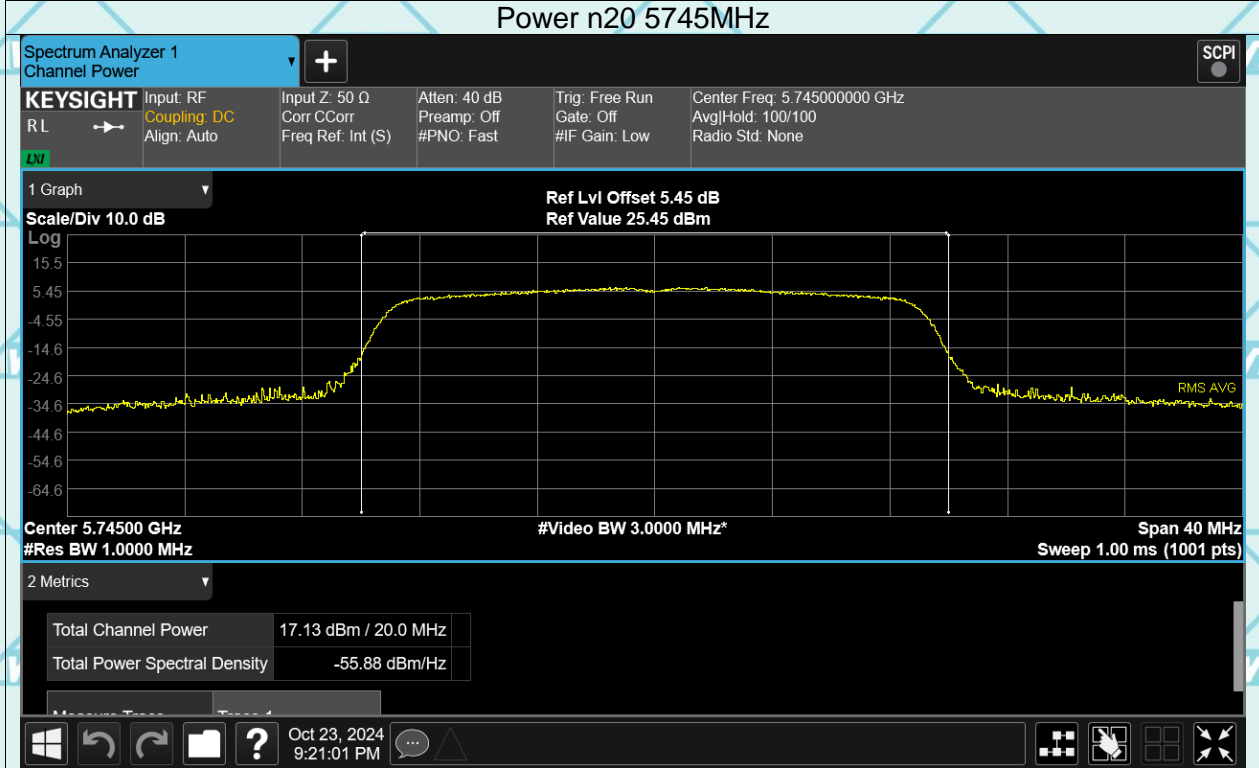 Power n20 5745MHz
Spectrum Analyzer 1
Channel Power
SCPI
KEYSIGHT
R L
LXI
Input: RF
Coupling: DC
Align: Auto
Input Z: 50 Ω
Corr CCorr
Freq Ref: Int (S)
Atten: 40 dB
Preamp: Off
#PNO: Fast
Trig: Free Run
Gate: Off
#IF Gain: Low
Center Freq: 5.745000000 GHz
Avg|Hold: 100/100
Radio Std: None
1 Graph
Ref Lvl Offset 5.45 dB
Scale/Div 10.0 dB
Ref Value 25.45 dBm
Log
15.5
5.45
-4.55
-14.6
-24.6
RMS AVG
-34.6
-44.6
-54.6
-64.6
Center 5.74500 GHz
#Video BW 3.0000 MHz*
Span 40 MHz
#Res BW 1.0000 MHz
Sweep 1.00 ms (1001 pts)
2 Metrics
Total Channel Power 17.13 dBm / 20.0 MHz
Total Power Spectral Density -55.88 dBm/Hz
Measure Trace Trace 1
Oct 23, 2024
9:21:01 PM